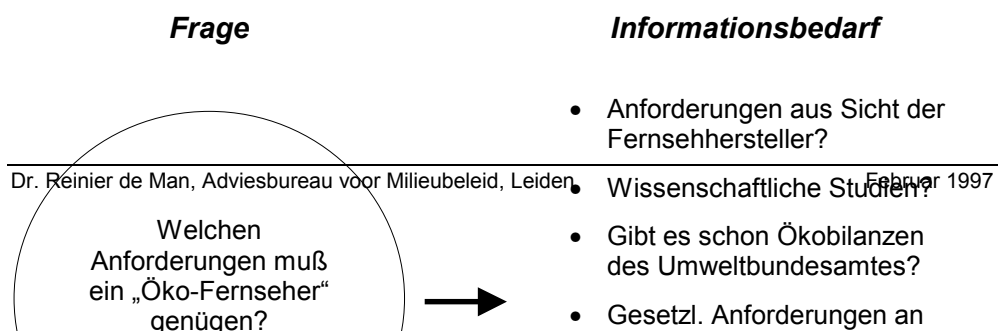 Frage
Informationsbedarf
• Anforderungen aus Sicht der
Fernsehhersteller?
Dr. Reinier de Man, Adviesbureau voor Milieubeleid, Leiden
Februar 1997
• Wissenschaftliche Studien?
Welchen
Anforderungen muß
ein „Öko-Fernseher“
genügen?
• Gibt es schon Ökobilanzen
des Umweltbundesamtes?
• Gesetzl. Anforderungen an